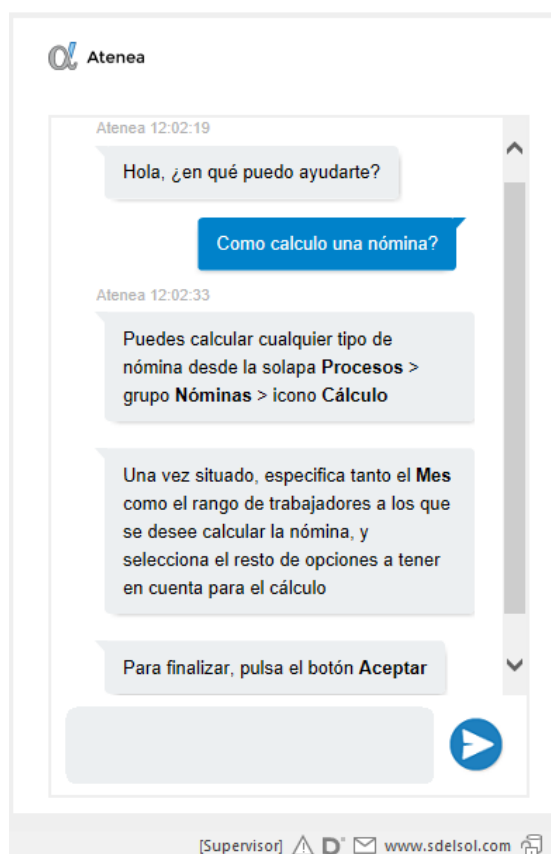 Atenea
Atenea 12:02:19
Hola, ¿en qué puedo ayudarte?
Como calculo una nómina?
Atenea 12:02:33
Puedes calcular cualquier tipo de
nómina desde la solapa Procesos >
grupo Nóminas > icono Cálculo
Una vez situado, especifica tanto el Mes
como el rango de trabajadores a los que
se desee calcular la nómina, y
selecciona el resto de opciones a tener
en cuenta para el cálculo
Para finalizar, pulsa el botón Aceptar
[Supervisor] D www.sdelsol.com